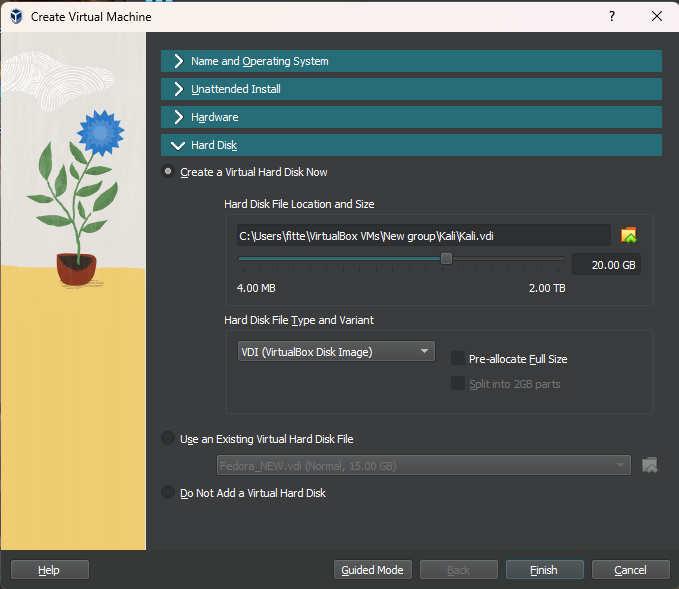 Create Virtual Machine
?
Name and Operating System
Unattended Install
Hardware
Hard Disk
Create a Virtual Hard Disk Now
Hard Disk File Location and Size
C:\Users\fitte\VirtualBox VMs\New group\Kali\Kali.vdi
20.00 GB
4.00 MB 2.00 TB
Hard Disk File Type and Variant
VDI (VirtualBox Disk Image) Pre-allocate Full Size
Split into 2GB parts
Use an Existing Virtual Hard Disk File
Fedora_NEW.vdi (Normal, 15.00 GB)
Do Not Add a Virtual Hard Disk
Help Guided Mode Back Finish Cancel